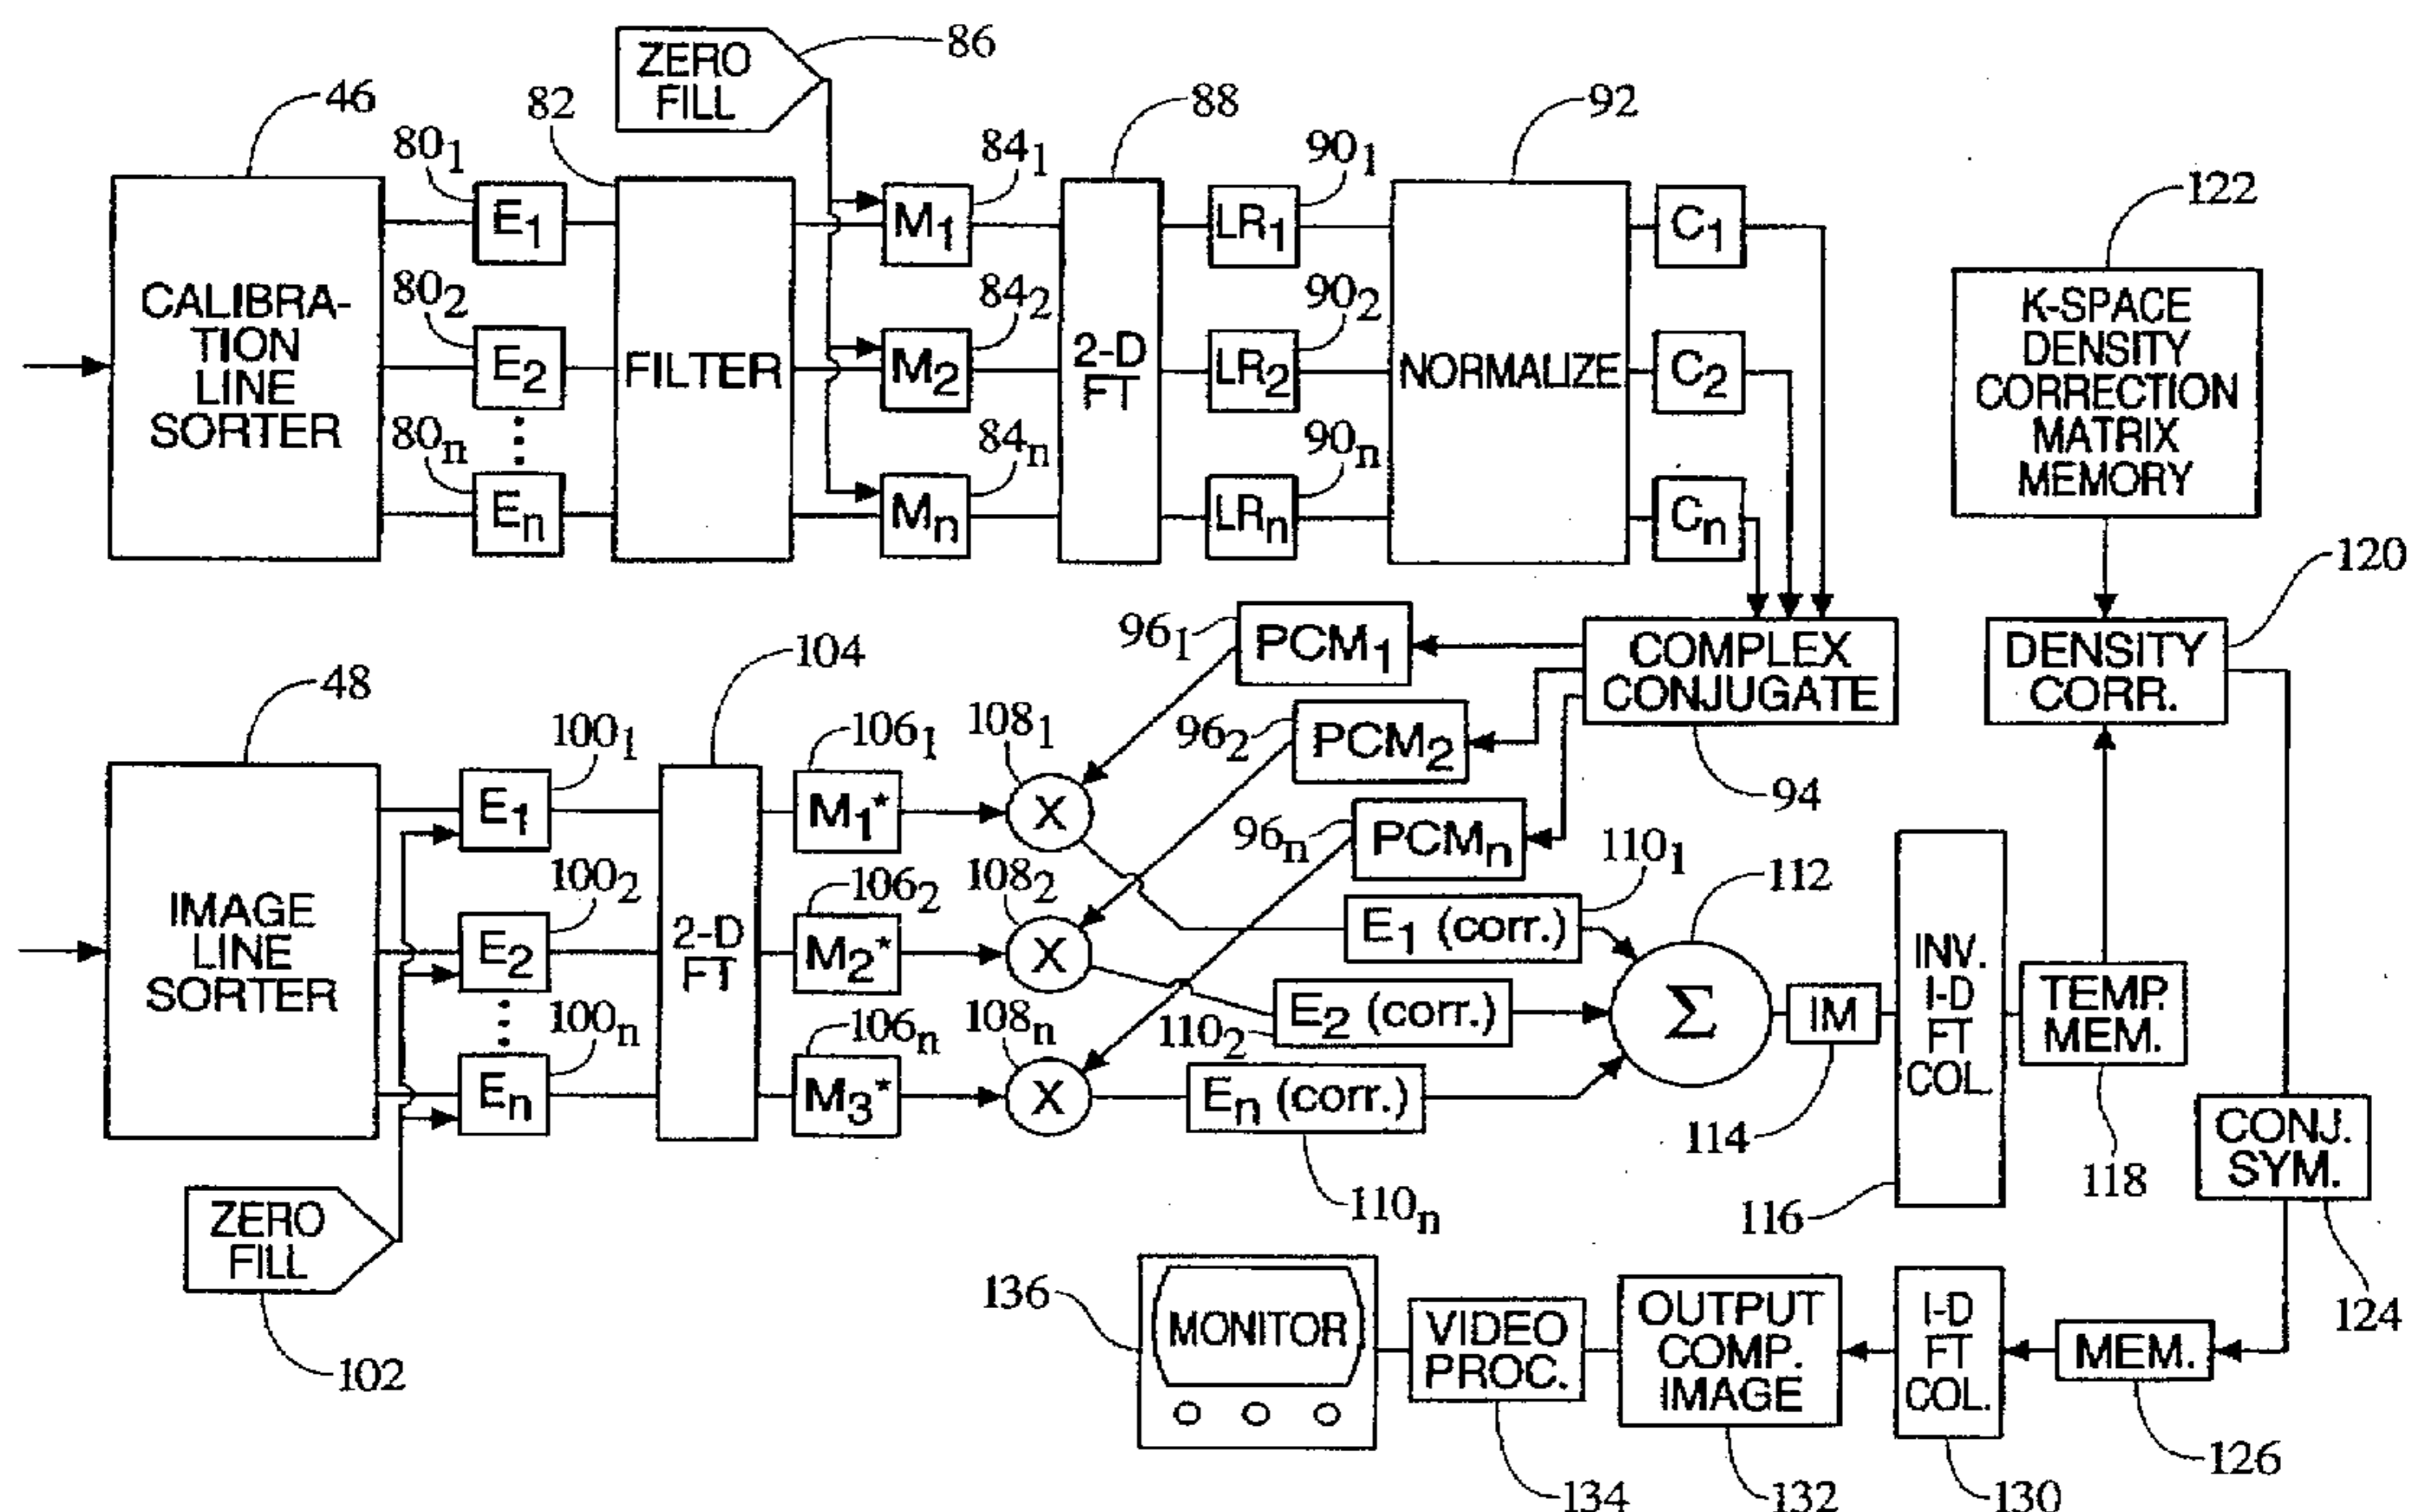 ZERO
FILL
86
46
82
88
92
80₁
84₁
90₁
E₁
M₁
LR₁
C₁
122
CALIBRA-
TION
LINE
SORTER
80₂
E₂
FILTER
84₂
M₂
2-D
FT
90₂
LR₂
NORMALIZE
C₂
K-SPACE
DENSITY
CORRECTION
MATRIX
MEMORY
80ₙ
Eₙ
84ₙ
Mₙ
90ₙ
LRₙ
Cₙ
120
96₁
PCM₁
COMPLEX
CONJUGATE
DENSITY
CORR.
104
48
96₂
PCM₂
94
100₁
106₁
108₁
E₁
M₁*
X
96ₙ
PCMₙ
110₁
112
IMAGE
LINE
SORTER
100₂
E₂
2-D
FT
106₂
M₂*
108₂
X
E₁ (corr.)
110₂
E₂ (corr.)
Σ
IM
INV.
I-D
FT
COL.
TEMP.
MEM.
100ₙ
Eₙ
106ₙ
M₃*
108ₙ
X
Eₙ (corr.)
114
118
CONJ.
SYM.
110ₙ
116
ZERO
FILL
102
136
MONITOR
VIDEO
PROC.
OUTPUT
COMP.
IMAGE
I-D
FT
COL.
MEM.
124
134
132
130
126